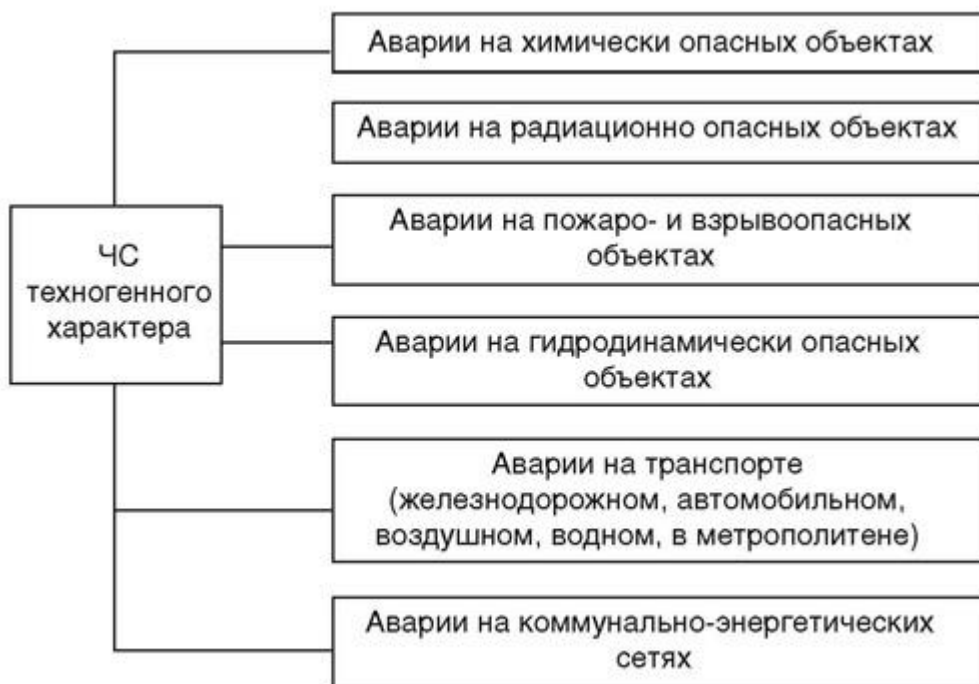 ЧС
техногенного
характера
Аварии на химически опасных объектах
Аварии на радиационно опасных объектах
Аварии на пожаро- и взрывоопасных
объектах
Аварии на гидродинамически опасных
объектах
Аварии на транспорте
(железнодорожном, автомобильном,
воздушном, водном, в метрополитене)
Аварии на коммунально-энергетических
сетях